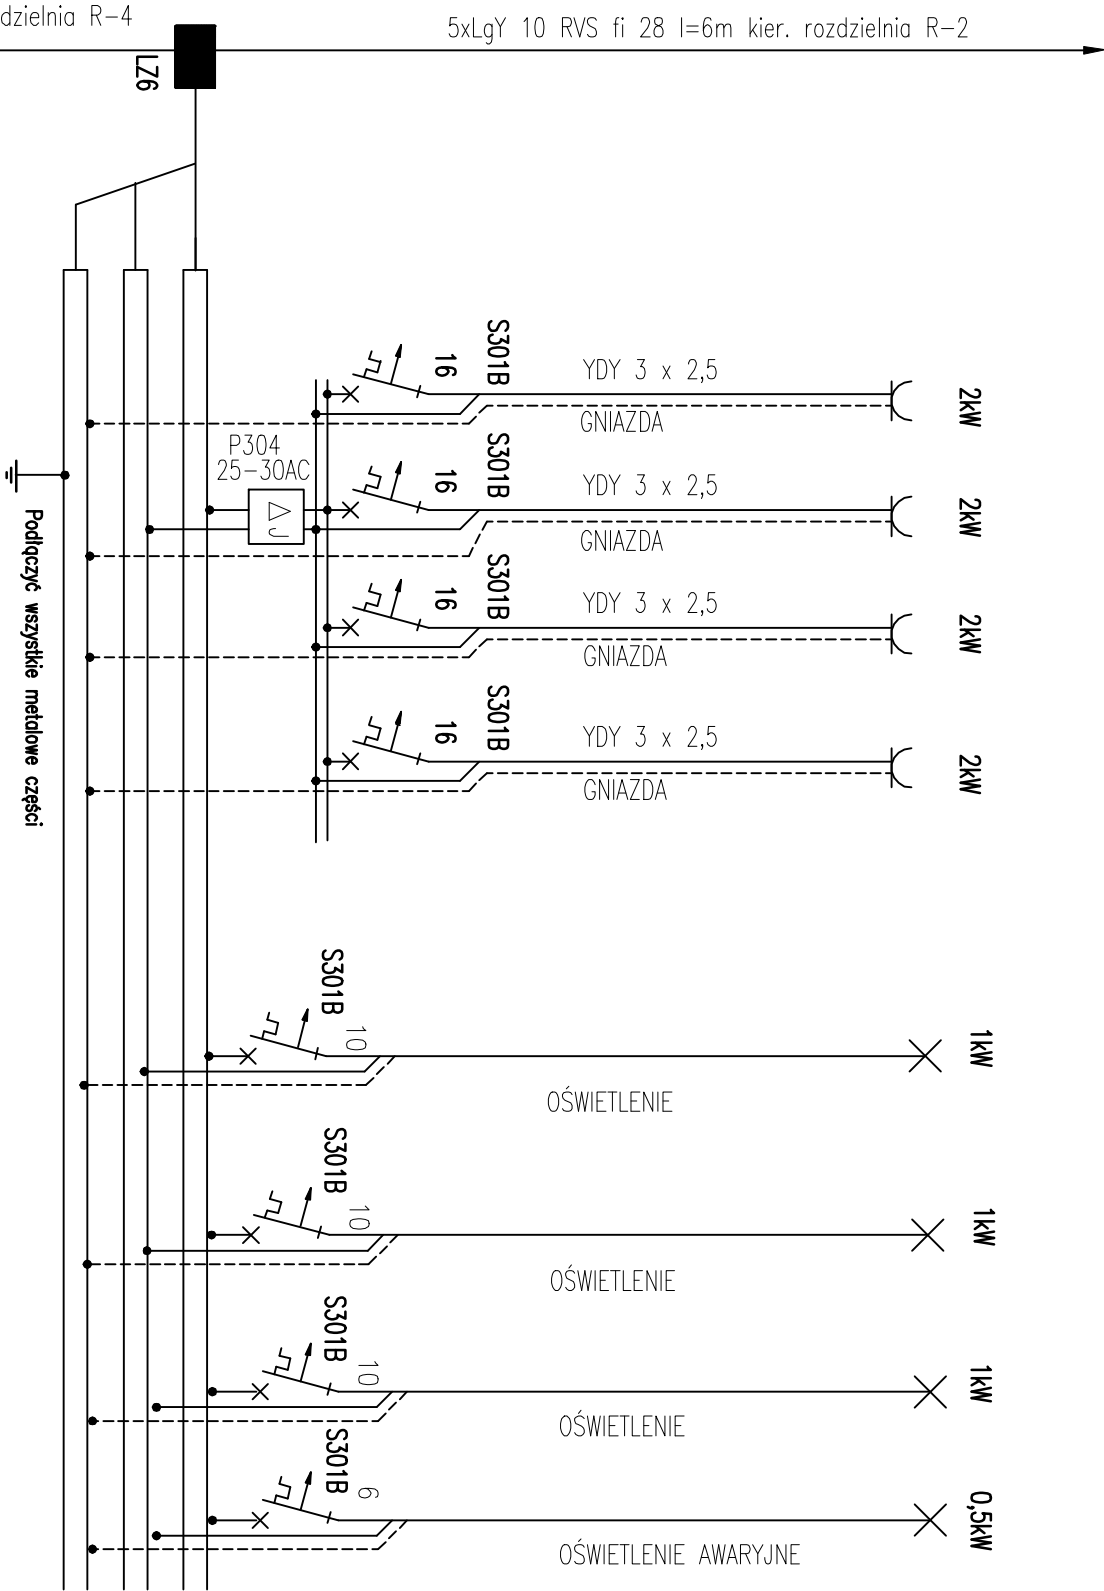 dzielnia R-4
5xLgY 10 RVS fi 28 l=6m kier. rozdzielnia R-2
LZ6
S301B
16
YDY 3 x 2,5
GNIAZDA
2kW
P304
25-30AC
S301B
16
YDY 3 x 2,5
GNIAZDA
2kW
S301B
16
YDY 3 x 2,5
GNIAZDA
2kW
S301B
16
YDY 3 x 2,5
GNIAZDA
2kW
Podłączyć wszystkie metalowe części
S301B
10
OŚWIETLENIE
1kW
S301B
10
OŚWIETLENIE
1kW
S301B
10
OŚWIETLENIE
1kW
S301B
6
OŚWIETLENIE AWARYJNE
0,5kW